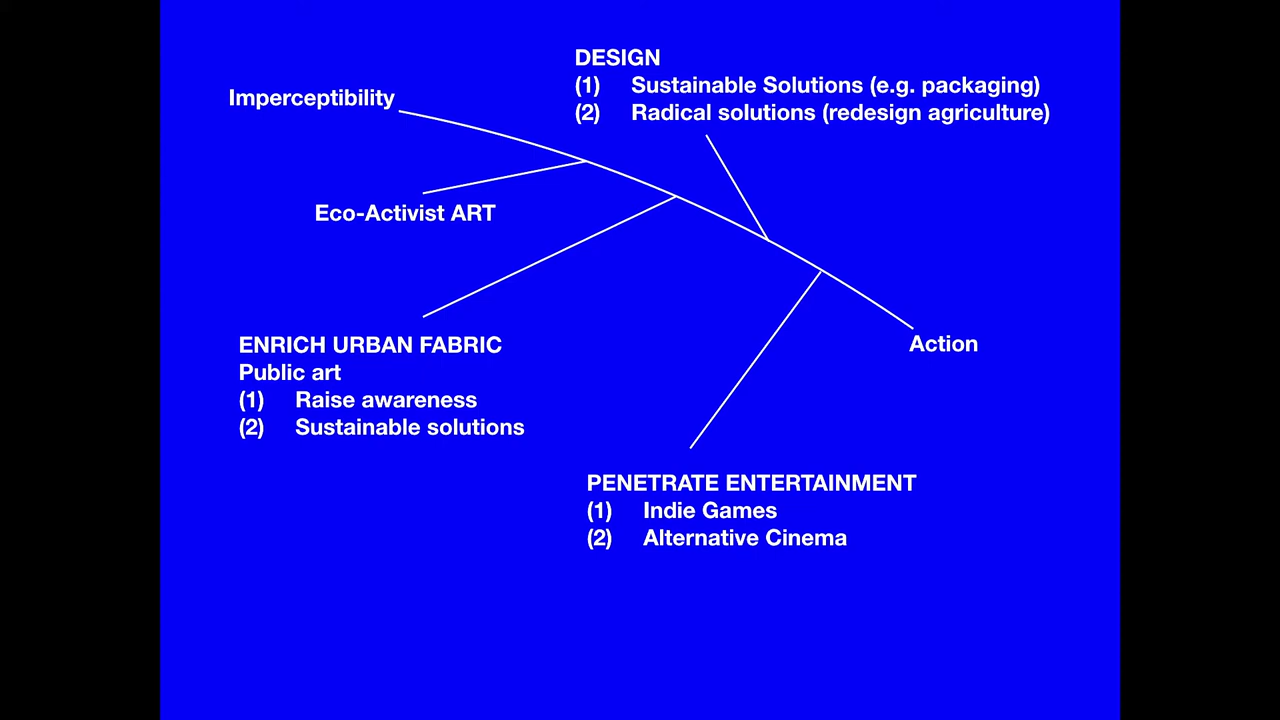 DESIGN
(1) Sustainable Solutions (e.g. packaging)
(2) Radical solutions (redesign agriculture)
Imperceptibility
Eco-Activist ART
ENRICH URBAN FABRIC
Public art
(1) Raise awareness
(2) Sustainable solutions
Action
PENETRATE ENTERTAINMENT
(1) Indie Games
(2) Alternative Cinema